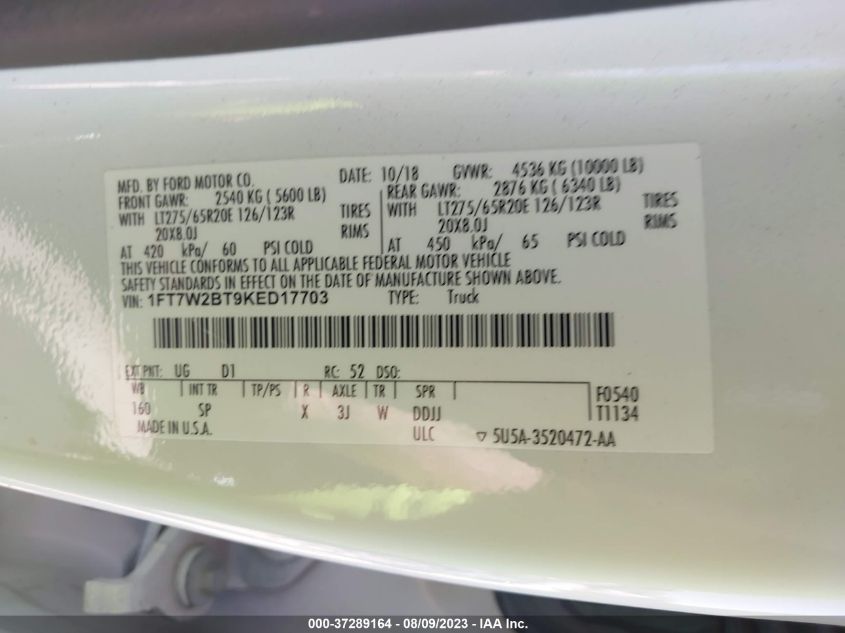 MFD. BY FORD MOTOR CO.
DATE: 10/18 GVWR: 4536 KG (10000 LB)
FRONT GAWR: 2540 KG ( 5600 LB)
REAR GAWR: 2876 KG ( 6340 LB)
WITH LT275/65R20E 126/123R TIRES
WITH LT275/65R20E 126/123R TIRES
20X8.0J RIMS
20X8.0J RIMS
AT 420 kPa/ 60 PSI COLD
AT 450 kPa/ 65 PSI COLD
THIS VEHICLE CONFORMS TO ALL APPLICABLE FEDERAL MOTOR VEHICLE
SAFETY STANDARDS IN EFFECT ON THE DATE OF MANUFACTURE SHOWN ABOVE.
VIN: 1FT7W2BT9KED17703 TYPE: Truck
EXT PNT: UG D1 RC: 52 DSO:
WB INT TR TP/PS R AXLE TR SPR F0540
160 SP X 3J W DDJJ T1134
MADE IN U.S.A. ULC ▽ 5U5A-3520472-AA
000-37289164 - 08/09/2023 - IAA Inc.